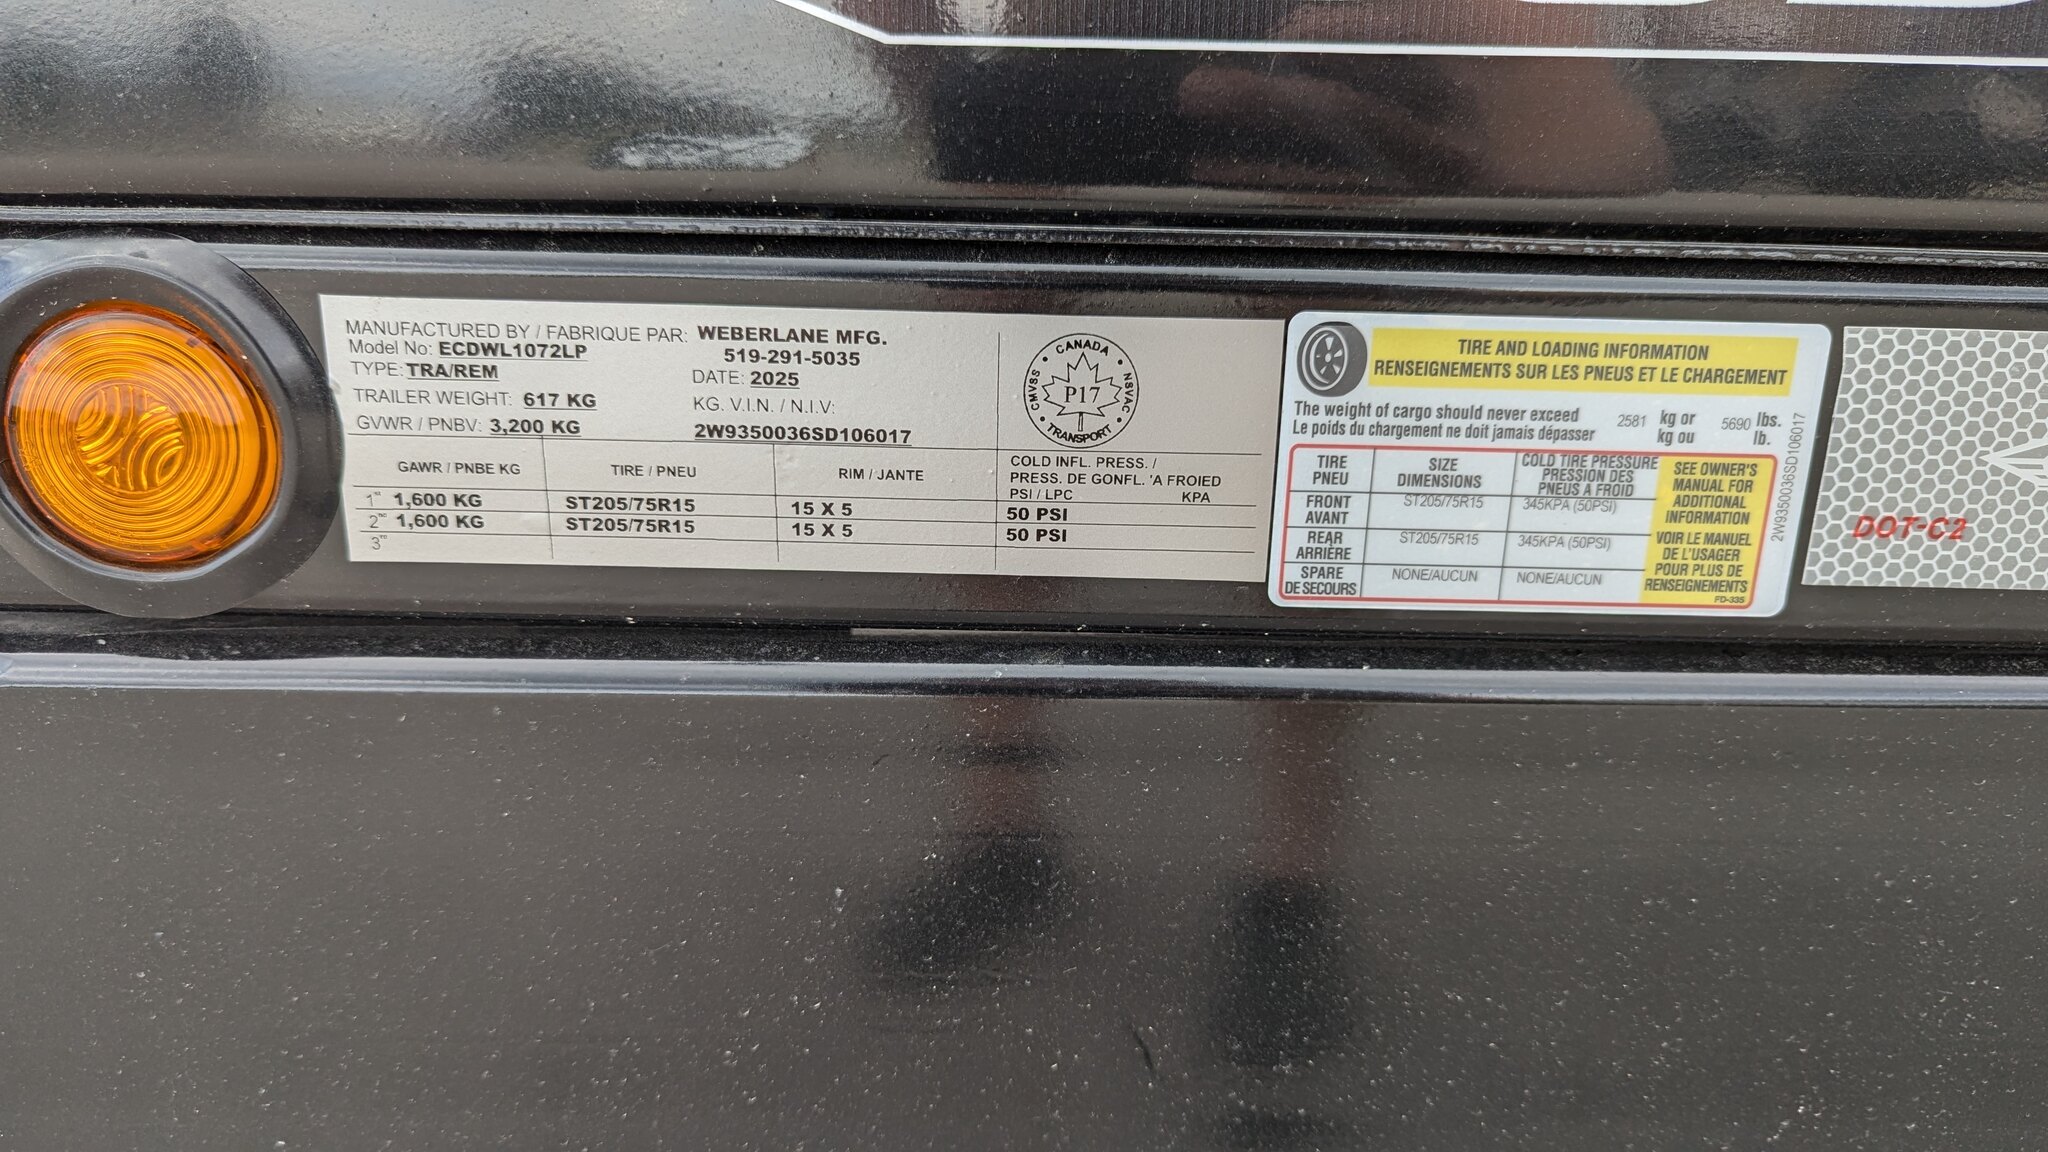 MANUFACTURED BY / FABRIQUE PAR: WEBERLANE MFG.
519-291-5035
Model No: ECDWL1072LP
TYPE: TRA/REM
DATE: 2025
TRAILER WEIGHT: 617 KG
KG. V.I.N. / N.I.V:
GVWR / PNBV: 3,200 KG
2W9350036SD106017
CANADA
CMVSS
NSVAC
P17
TRANSPORT
GAWR / PNBE KG TIRE / PNEU RIM / JANTE COLD INFL. PRESS. /
PRESS. DE GONFL. 'A FROIED
PSI / LPC KPA
1ST 1,600 KG ST205/75R15 15 X 5 50 PSI
2ND 1,600 KG ST205/75R15 15 X 5 50 PSI
3
TIRE AND LOADING INFORMATION
RENSEIGNEMENTS SUR LES PNEUS ET LE CHARGEMENT
The weight of cargo should never exceed 2581 kg or 5690 lbs.
Le poids du chargement ne doit jamais dépasser kg ou lb.
TIRE
PNEU
SIZE
DIMENSIONS
COLD TIRE PRESSURE
PRESSION DES
PNEUS A FROID
FRONT
AVANT
ST205/75R15
345KPA (50PSI)
REAR
ARRIÈRE
ST205/75R15
345KPA (50PSI)
SPARE
DE SECOURS
NONE/AUCUN
NONE/AUCUN
SEE OWNER'S
MANUAL FOR
ADDITIONAL
INFORMATION
VOIR LE MANUEL
DE L'USAGER
POUR PLUS DE
RENSEIGNEMENTS
PD-335
2W9350036SD106017
DOT-C2